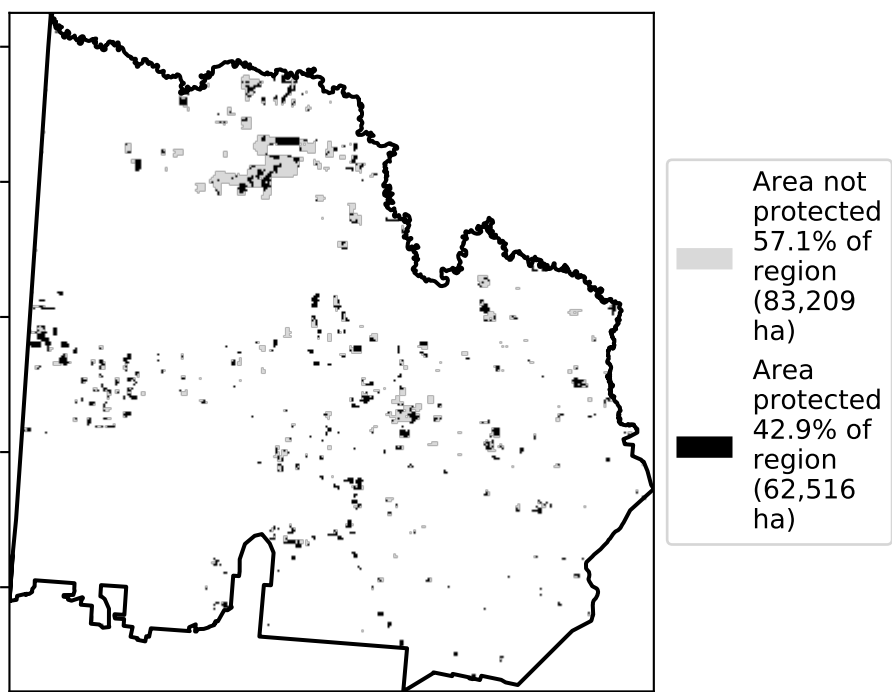 Area not
protected
57.1% of
region
(83,209
ha)
Area
protected
42.9% of
region
(62,516
ha)